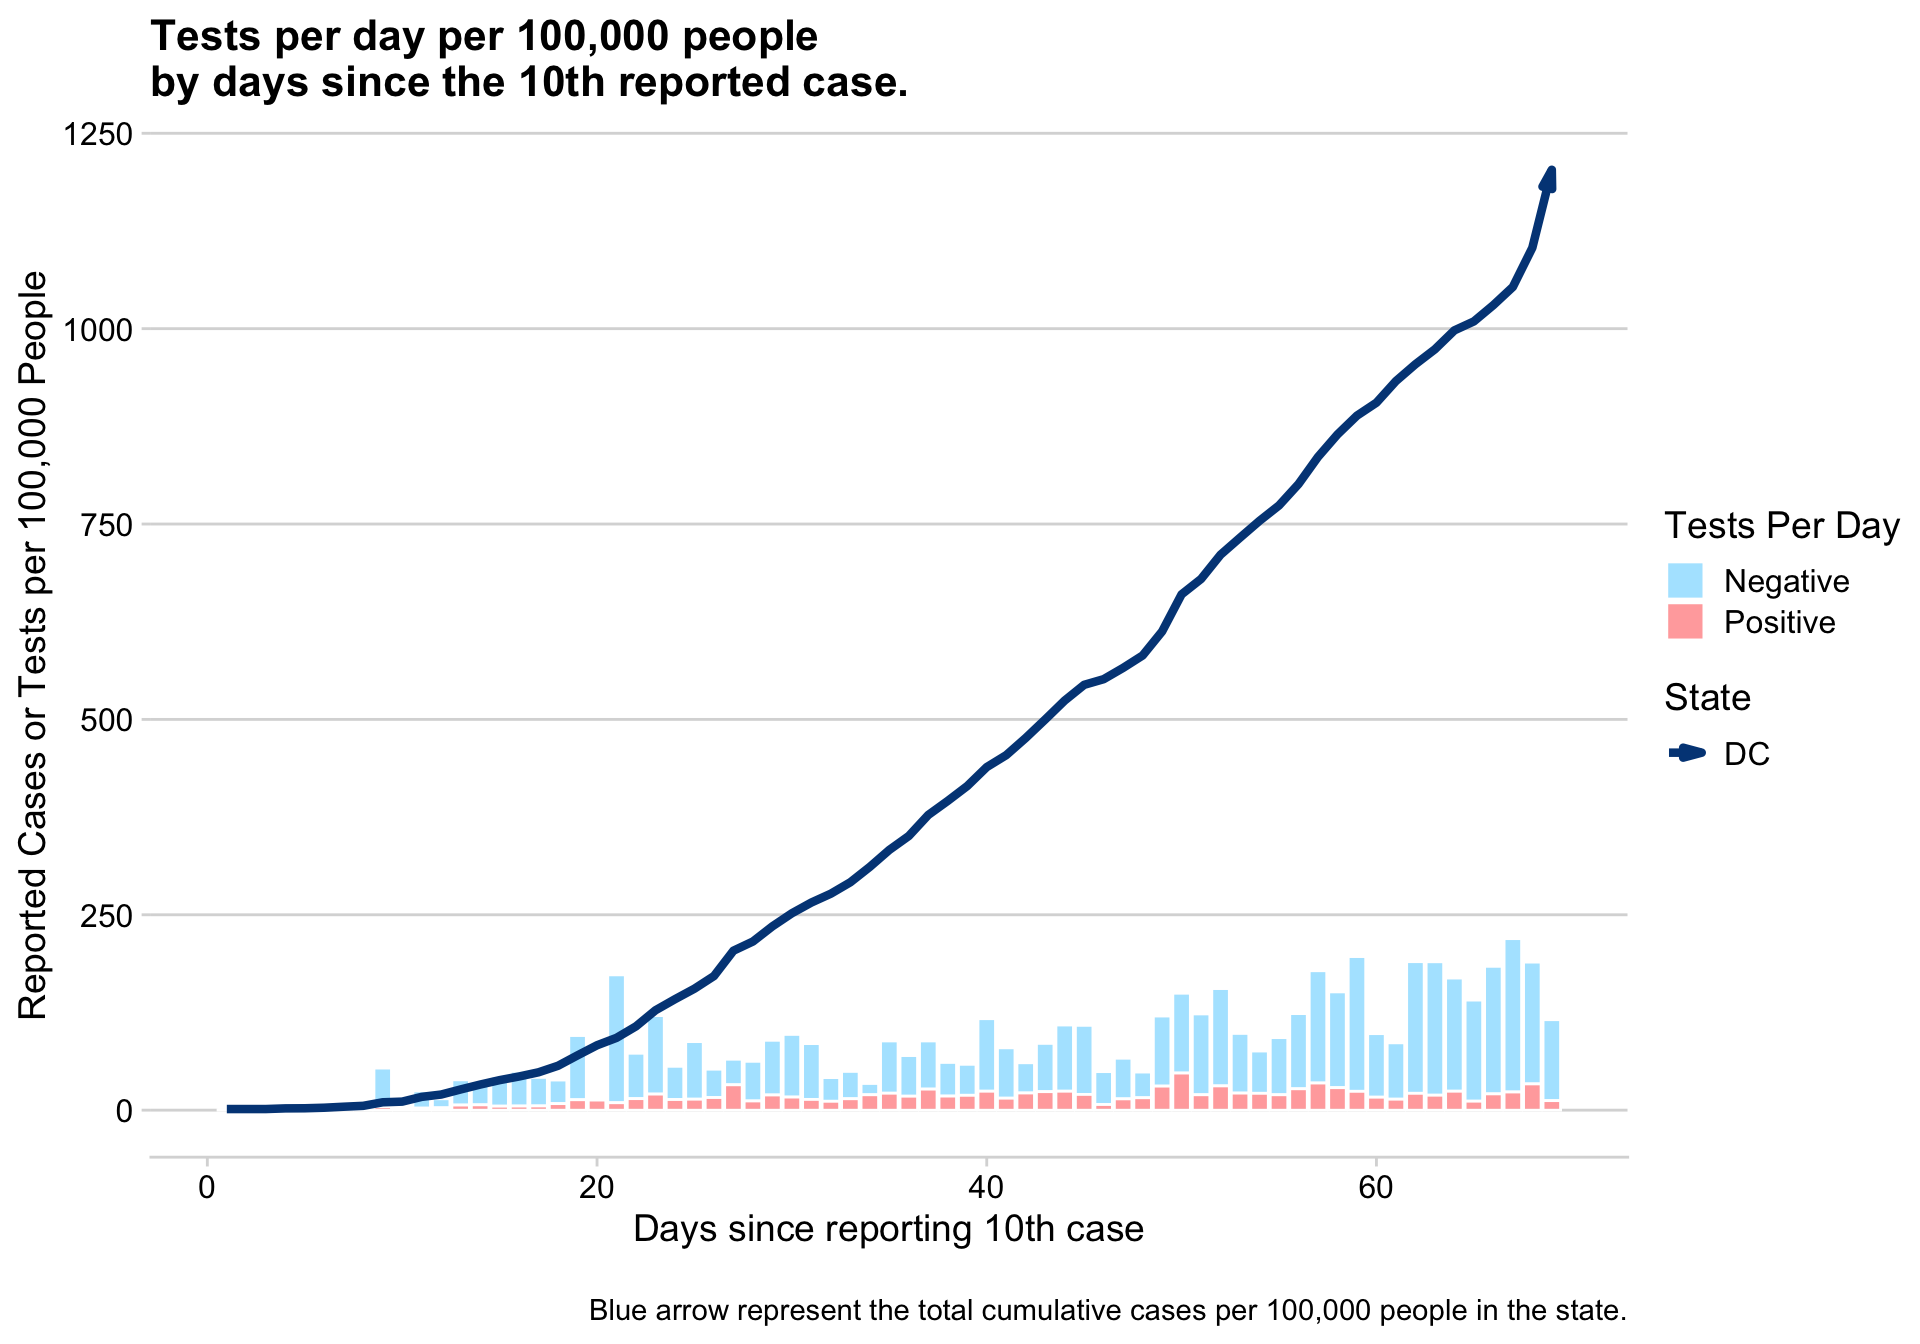 Tests per day per 100,000 people
by days since the 10th reported case.
Reported Cases or Tests per 100,000 People
1250
1000
750
500
250
0
0 20 40 60
Days since reporting 10th case
Tests Per Day
Negative
Positive
State
DC
Blue arrow represent the total cumulative cases per 100,000 people in the state.